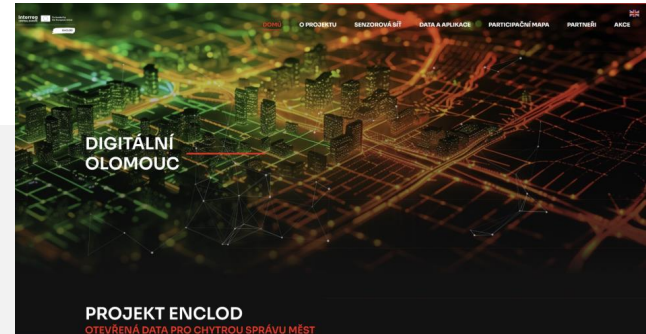 Interreg
DOMŮ
O PROJEKTU
SENZOROVÁ SÍŤ
DATA A APLIKACE
PARTICIPAČNÍ MAPA
PARTNEŘI
AKCE
DIGITÁLNÍ
OLOMOUC
PROJEKT ENCLOD
OTEVŘENÁ DATA PRO CHYTROU SPRÁVU MĚST